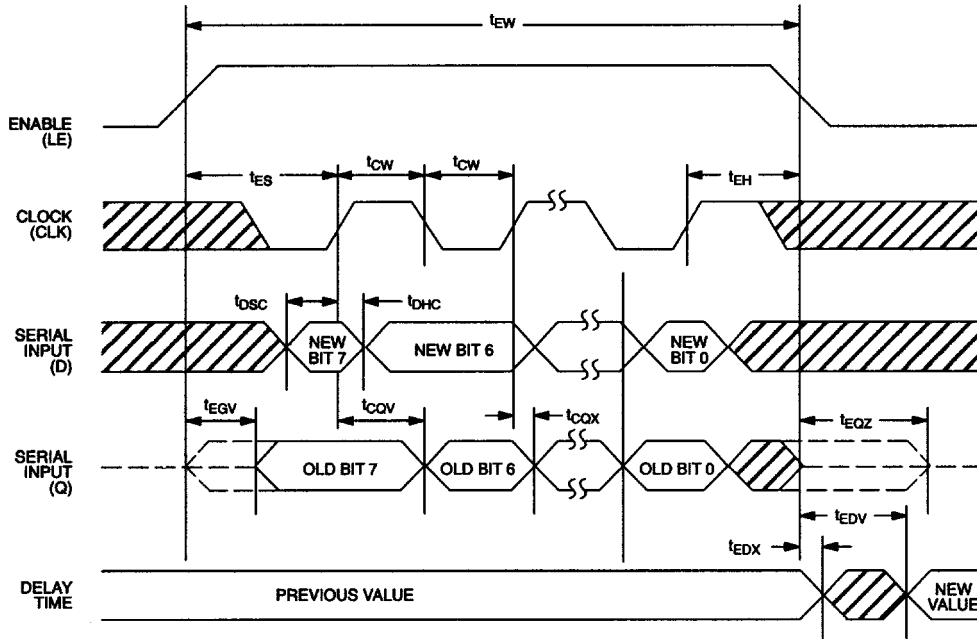 tEW
ENABLE
(LE)
tES
tCW
tCW
tEH
CLOCK
(CLK)
tDSC
tDHC
SERIAL
INPUT
(D)
NEW
BIT 7
NEW BIT 6
NEW
BIT 0
tEGV
tCQV
tCQX
tEQZ
SERIAL
INPUT
(Q)
OLD BIT 7
OLD BIT 6
OLD BIT 0
tEDV
tEDX
DELAY
TIME
PREVIOUS VALUE
NEW
VALUE